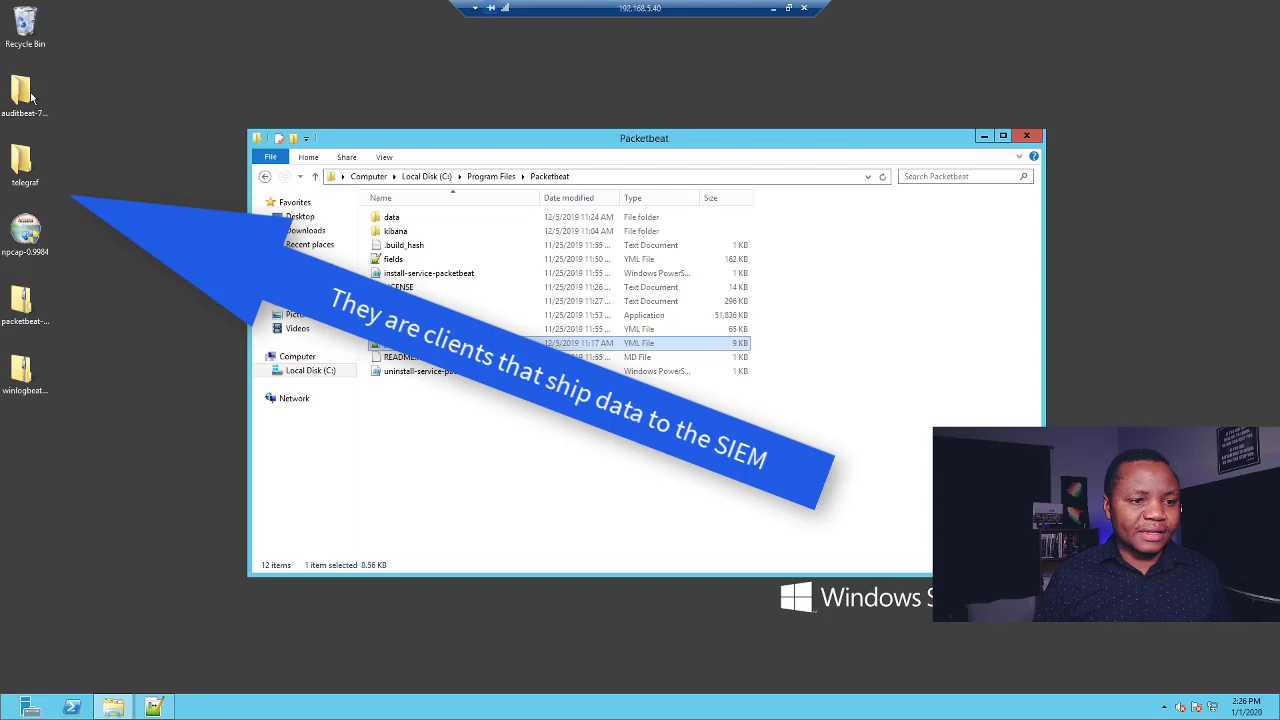 192.168.5.40
Recycle Bin
auditbeat-7...
telegraf
npcap-0.9984
packetbeat-...
winlogbeat...
Packetbeat
File Home Share View
Computer Local Disk (C:) Program Files Packetbeat
Search Packetbeat
Name Date modified Type Size
Favorites
Desktop
Downloads
Recent places
Videos
Computer
Local Disk (C:)
Network
data 12/5/2019 11:24 AM File folder
kibana 12/5/2019 11:04 AM File folder
.build_hash 11/25/2019 11:55 ... Text Document 1 KB
fields 11/25/2019 11:50 ... YML File 162 KB
install-service-packetbeat 11/25/2019 11:55 ... Windows PowerS... 1 KB
11/25/2019 11:26 ... Text Document 14 KB
11/25/2019 11:27 ... Text Document 296 KB
11/25/2019 11:53 ... Application 51,836 KB
11/25/2019 11:55 ... YML File 65 KB
12/5/2019 11:17 AM YML File 9 KB
11:55 ... MD File 1 KB
Windows PowerS... 1 KB
They are clients that ship data to the SIEM
12 items 1 item selected 8.56 KB
Windows S
2:26 PM
1/1/2020